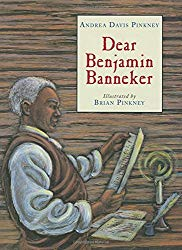 ANDREA DAVIS PINKNEY
Dear
Benjamin
Banneker
Illustrated by
BRIAN PINKNEY